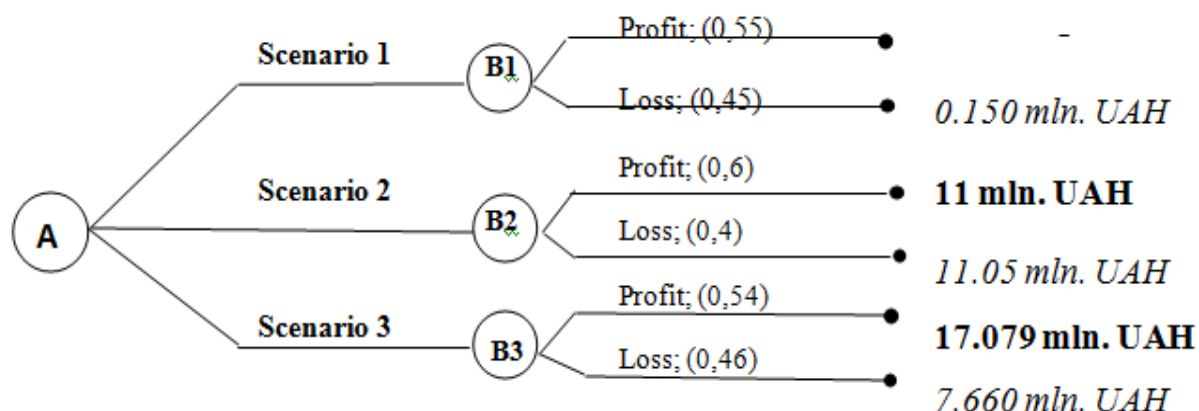 Profit; (0,55)
-
Scenario 1
B1
Loss; (0,45)
0.150 mln. UAH
Profit; (0,6)
11 mln. UAH
Scenario 2
A
B2
Loss; (0,4)
11.05 mln. UAH
Profit; (0,54)
17.079 mln. UAH
Scenario 3
B3
Loss; (0,46)
7.660 mln. UAH